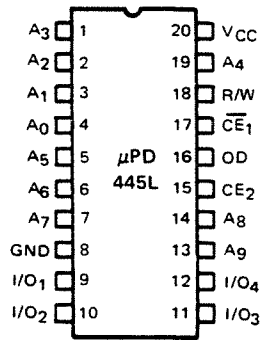 A₃ 1 20 VCC
A₂ 2 19 A₄
A₁ 3 18 R/W
A₀ 4 17 C̅E̅₁
A₅ 5 μPD 16 OD
A₆ 6 445L 15 CE₂
A₇ 7 14 A₈
GND 8 13 A₉
I/O₁ 9 12 I/O₄
I/O₂ 10 11 I/O₃